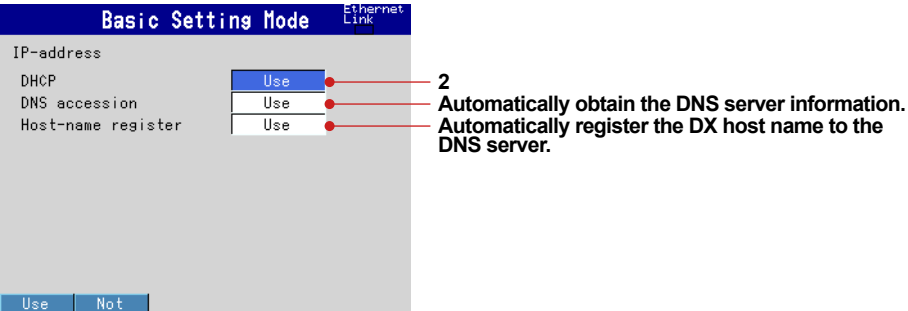 Basic Setting Mode
Ethernet
Link
IP-address
DHCP Use 2
DNS accession Use Automatically obtain the DNS server information.
Host-name register Use Automatically register the DX host name to the
DNS server.
Use Not